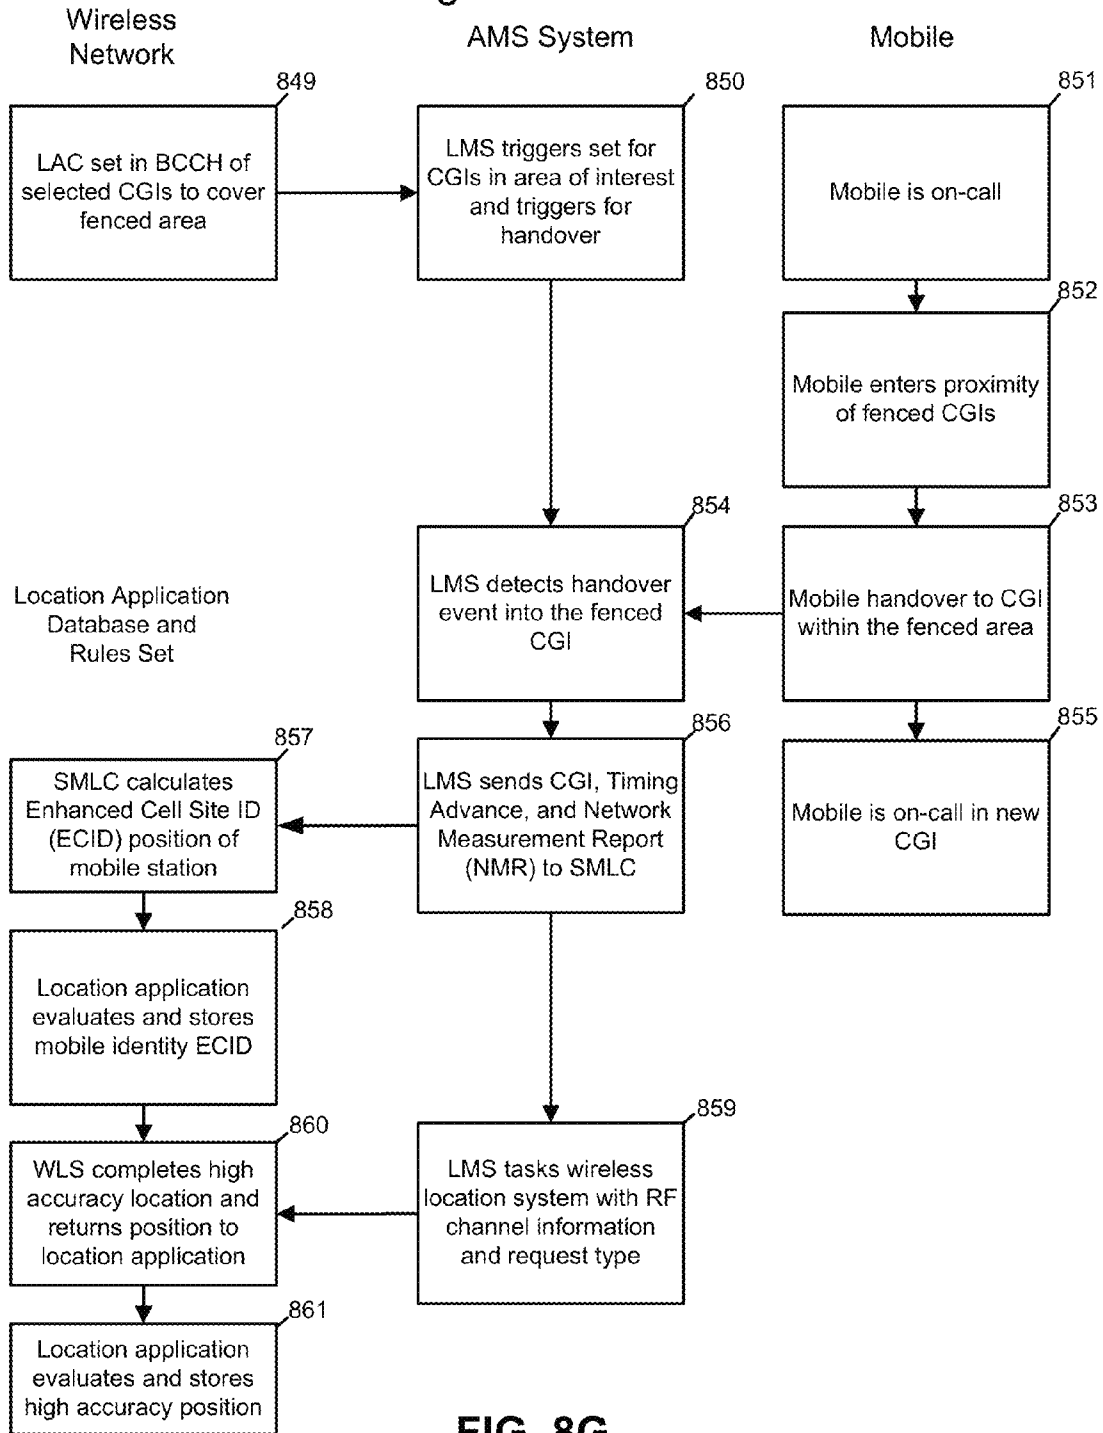 Wireless
Network
AMS System
Mobile
849
LAC set in BCCH of
selected CGIs to cover
fenced area
850
LMS triggers set for
CGIs in area of interest
and triggers for
handover
851
Mobile is on-call
852
Mobile enters proximity
of fenced CGIs
853
Mobile handover to CGI
within the fenced area
854
LMS detects handover
event into the fenced
CGI
Location Application
Database and
Rules Set
855
Mobile is on-call in new
CGI
856
LMS sends CGI, Timing
Advance, and Network
Measurement Report
(NMR) to SMLC
857
SMLC calculates
Enhanced Cell Site ID
(ECID) position of
mobile station
858
Location application
evaluates and stores
mobile identity ECID
859
LMS tasks wireless
location system with RF
channel information
and request type
860
WLS completes high
accuracy location and
returns position to
location application
861
Location application
evaluates and stores
high accuracy position
FIG. 8G